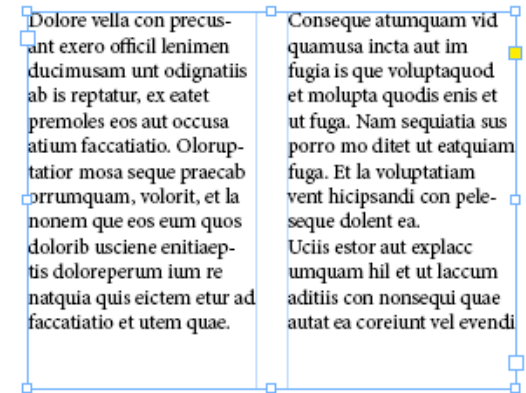 Dolore vella con precus-
ant exero officil lenimen
ducimusam unt odignatiis
ab is reptatur, ex eatet
premoles eos aut occusa
atium faccatiatio. Olorup-
tatior mosa seque praecab
orrumquam, volorit, et la
nonem que eos eum quos
dolorib usciene enitiaep-
tis doloreperum ium re
natquia quis eictem etur ad
faccatiatio et utem quae.
Conseque atumquam vid
quamusa incta aut im
fugia is que voluptaquod
et molupta quodis enis et
ut fuga. Nam sequiatia sus
porro mo ditet ut eatquiam
fuga. Et la voluptatiam
vent hicipsandi con pele-
seque dolent ea.
Uciis estor aut explacc
umquam hil et ut laccum
aditiis con nonsequi quae
autat ea coreiunt vel evendi